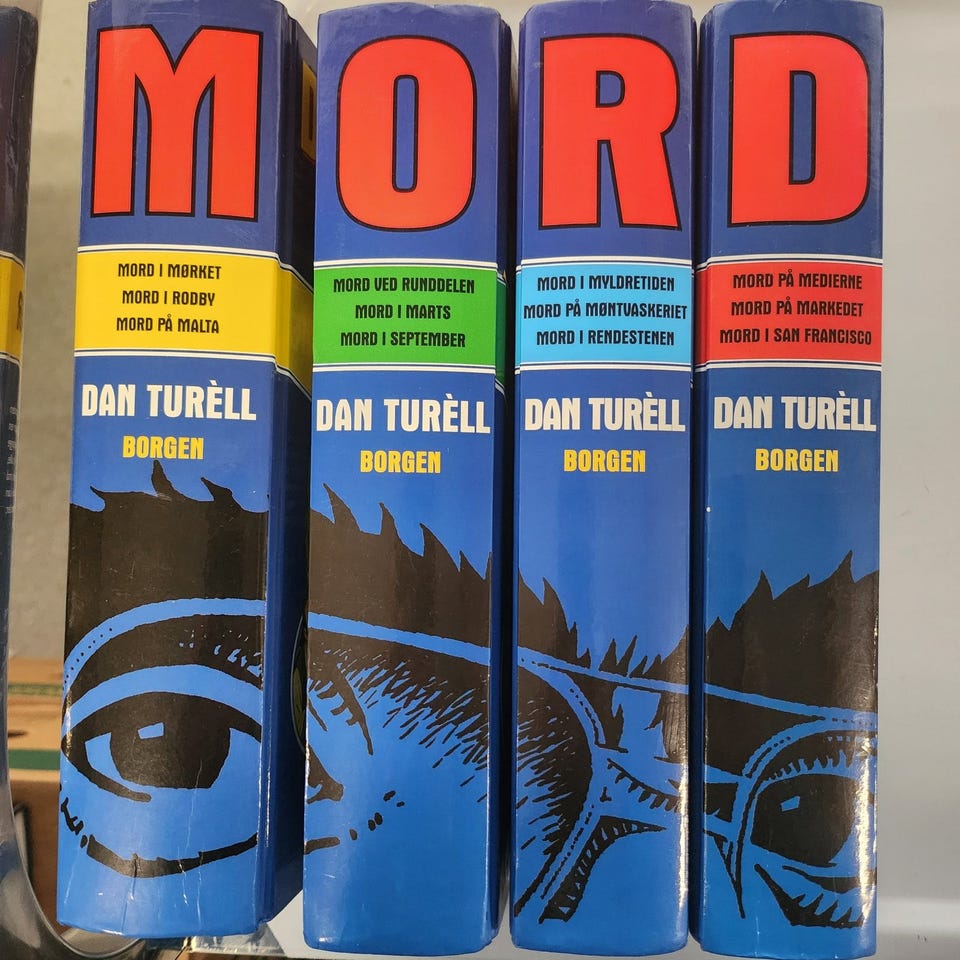 M
MORD I MØRKET
MORD I RODBY
MORD PÅ MALTA
DAN TURÈLL
BORGEN
O
MORD VED RUNDDELEN
MORD I MARTS
MORD I SEPTEMBER
DAN TURÈLL
BORGEN
R
MORD I MYLDRETIDEN
MORD PÅ MØNTVASKERIET
MORD I RENDESTENEN
DAN TURÈLL
BORGEN
D
MORD PÅ MEDIERNE
MORD PÅ MARKEDET
MORD I SAN FRANCISCO
DAN TURÈLL
BORGEN